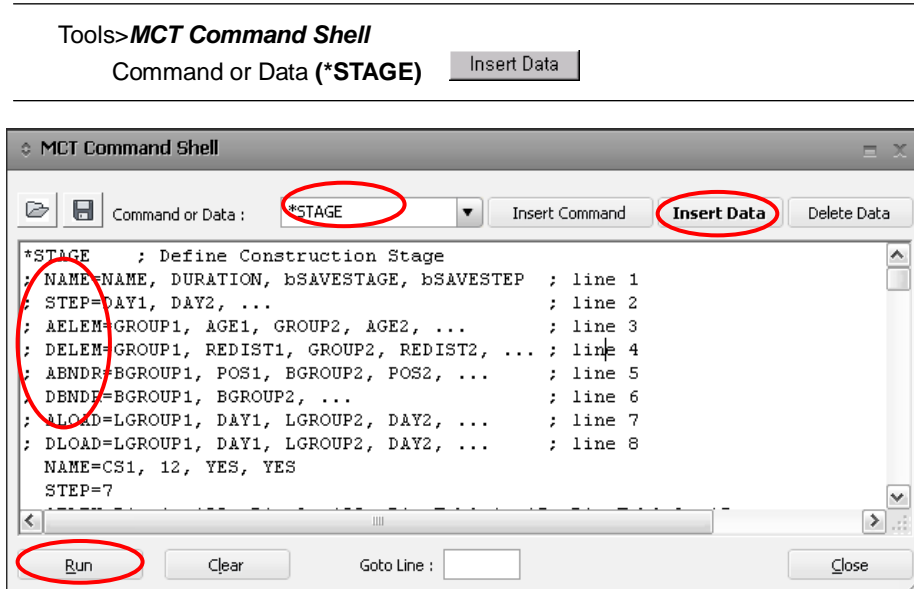 Tools>MCT Command Shell
Command or Data (*STAGE) Insert Data
MCT Command Shell
Command or Data : *STAGE Insert Command Insert Data Delete Data
*STAGE ; Define Construction Stage
; NAME=NAME, DURATION, bSAVESTAGE, bSAVESTEP ; line 1
; STEP=DAY1, DAY2, ... ; line 2
; AELEM=GROUP1, AGE1, GROUP2, AGE2, ... ; line 3
; DELEM=GROUP1, REDIST1, GROUP2, REDIST2, ... ; line 4
; ABNDR=BGROUP1, POS1, BGROUP2, POS2, ... ; line 5
; DBNDR=BGROUP1, BGROUP2, ... ; line 6
; ALOAD=LGROUP1, DAY1, LGROUP2, DAY2, ... ; line 7
; DLOAD=LGROUP1, DAY1, LGROUP2, DAY2, ... ; line 8
NAME=CS1, 12, YES, YES
STEP=7
Run Clear Goto Line : Close